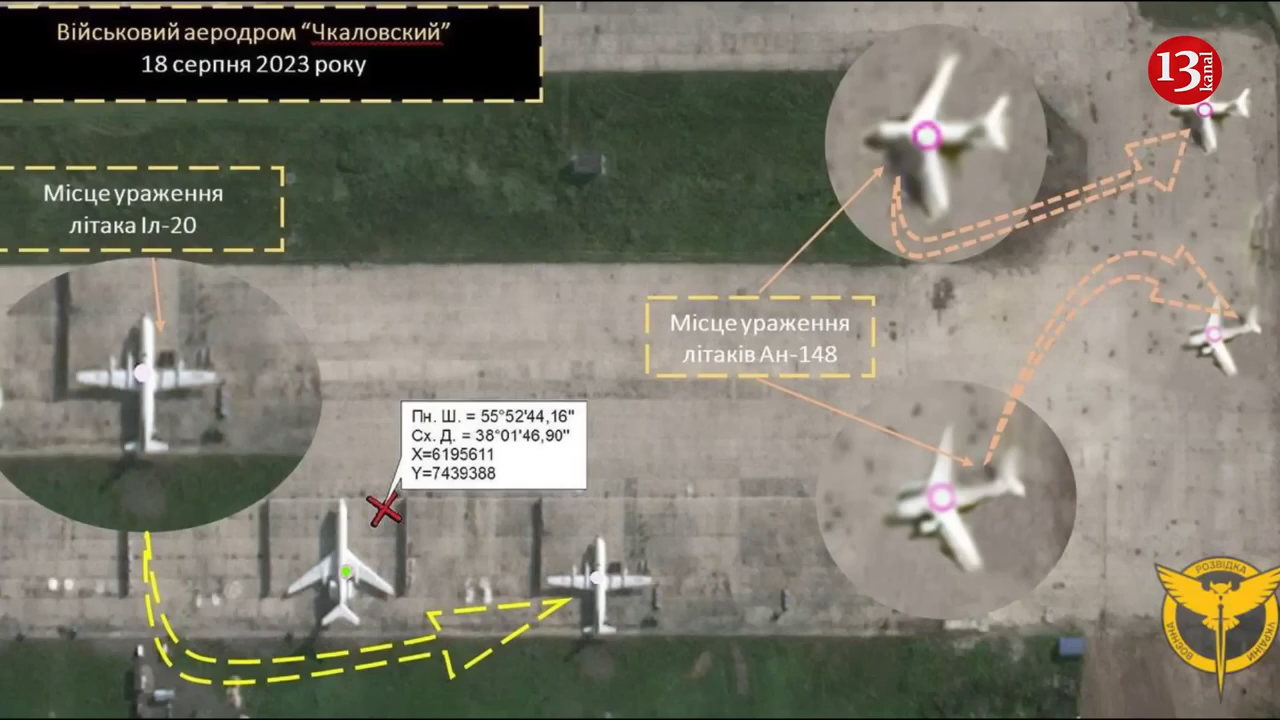 Військовий аеродром “Чкаловский”
18 серпня 2023 року
13
kanal
Місце ураження
літака Іл-20
Місце ураження
літаків Ан-148
Пн. Ш. = 55°52'44,16"
Сх. Д. = 38°01'46,90"
X=6195611
Y=7439388
РОЗВІДКА
ВОЄННА
УКРАЇНИ